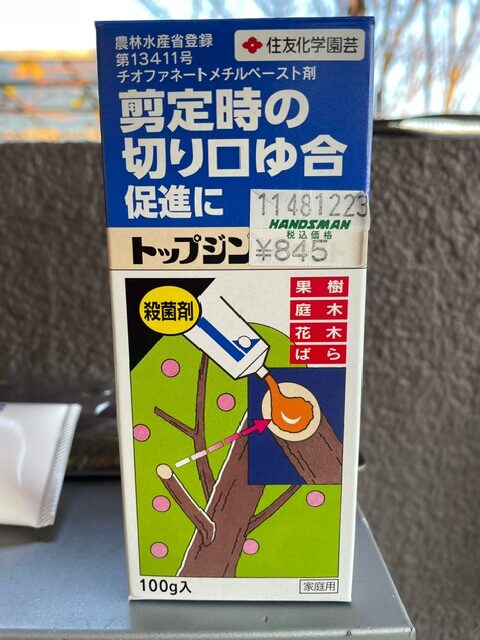 農林水産省登録
第13411号
チオファネートメチルペースト剤
住友化学園芸
剪定時の
切り口ゆ合
促進に
11481223
HANDSMAN
税込価格
¥845
トップジン
殺菌剤
果樹
庭木
花木
ばら
100g入
家庭用